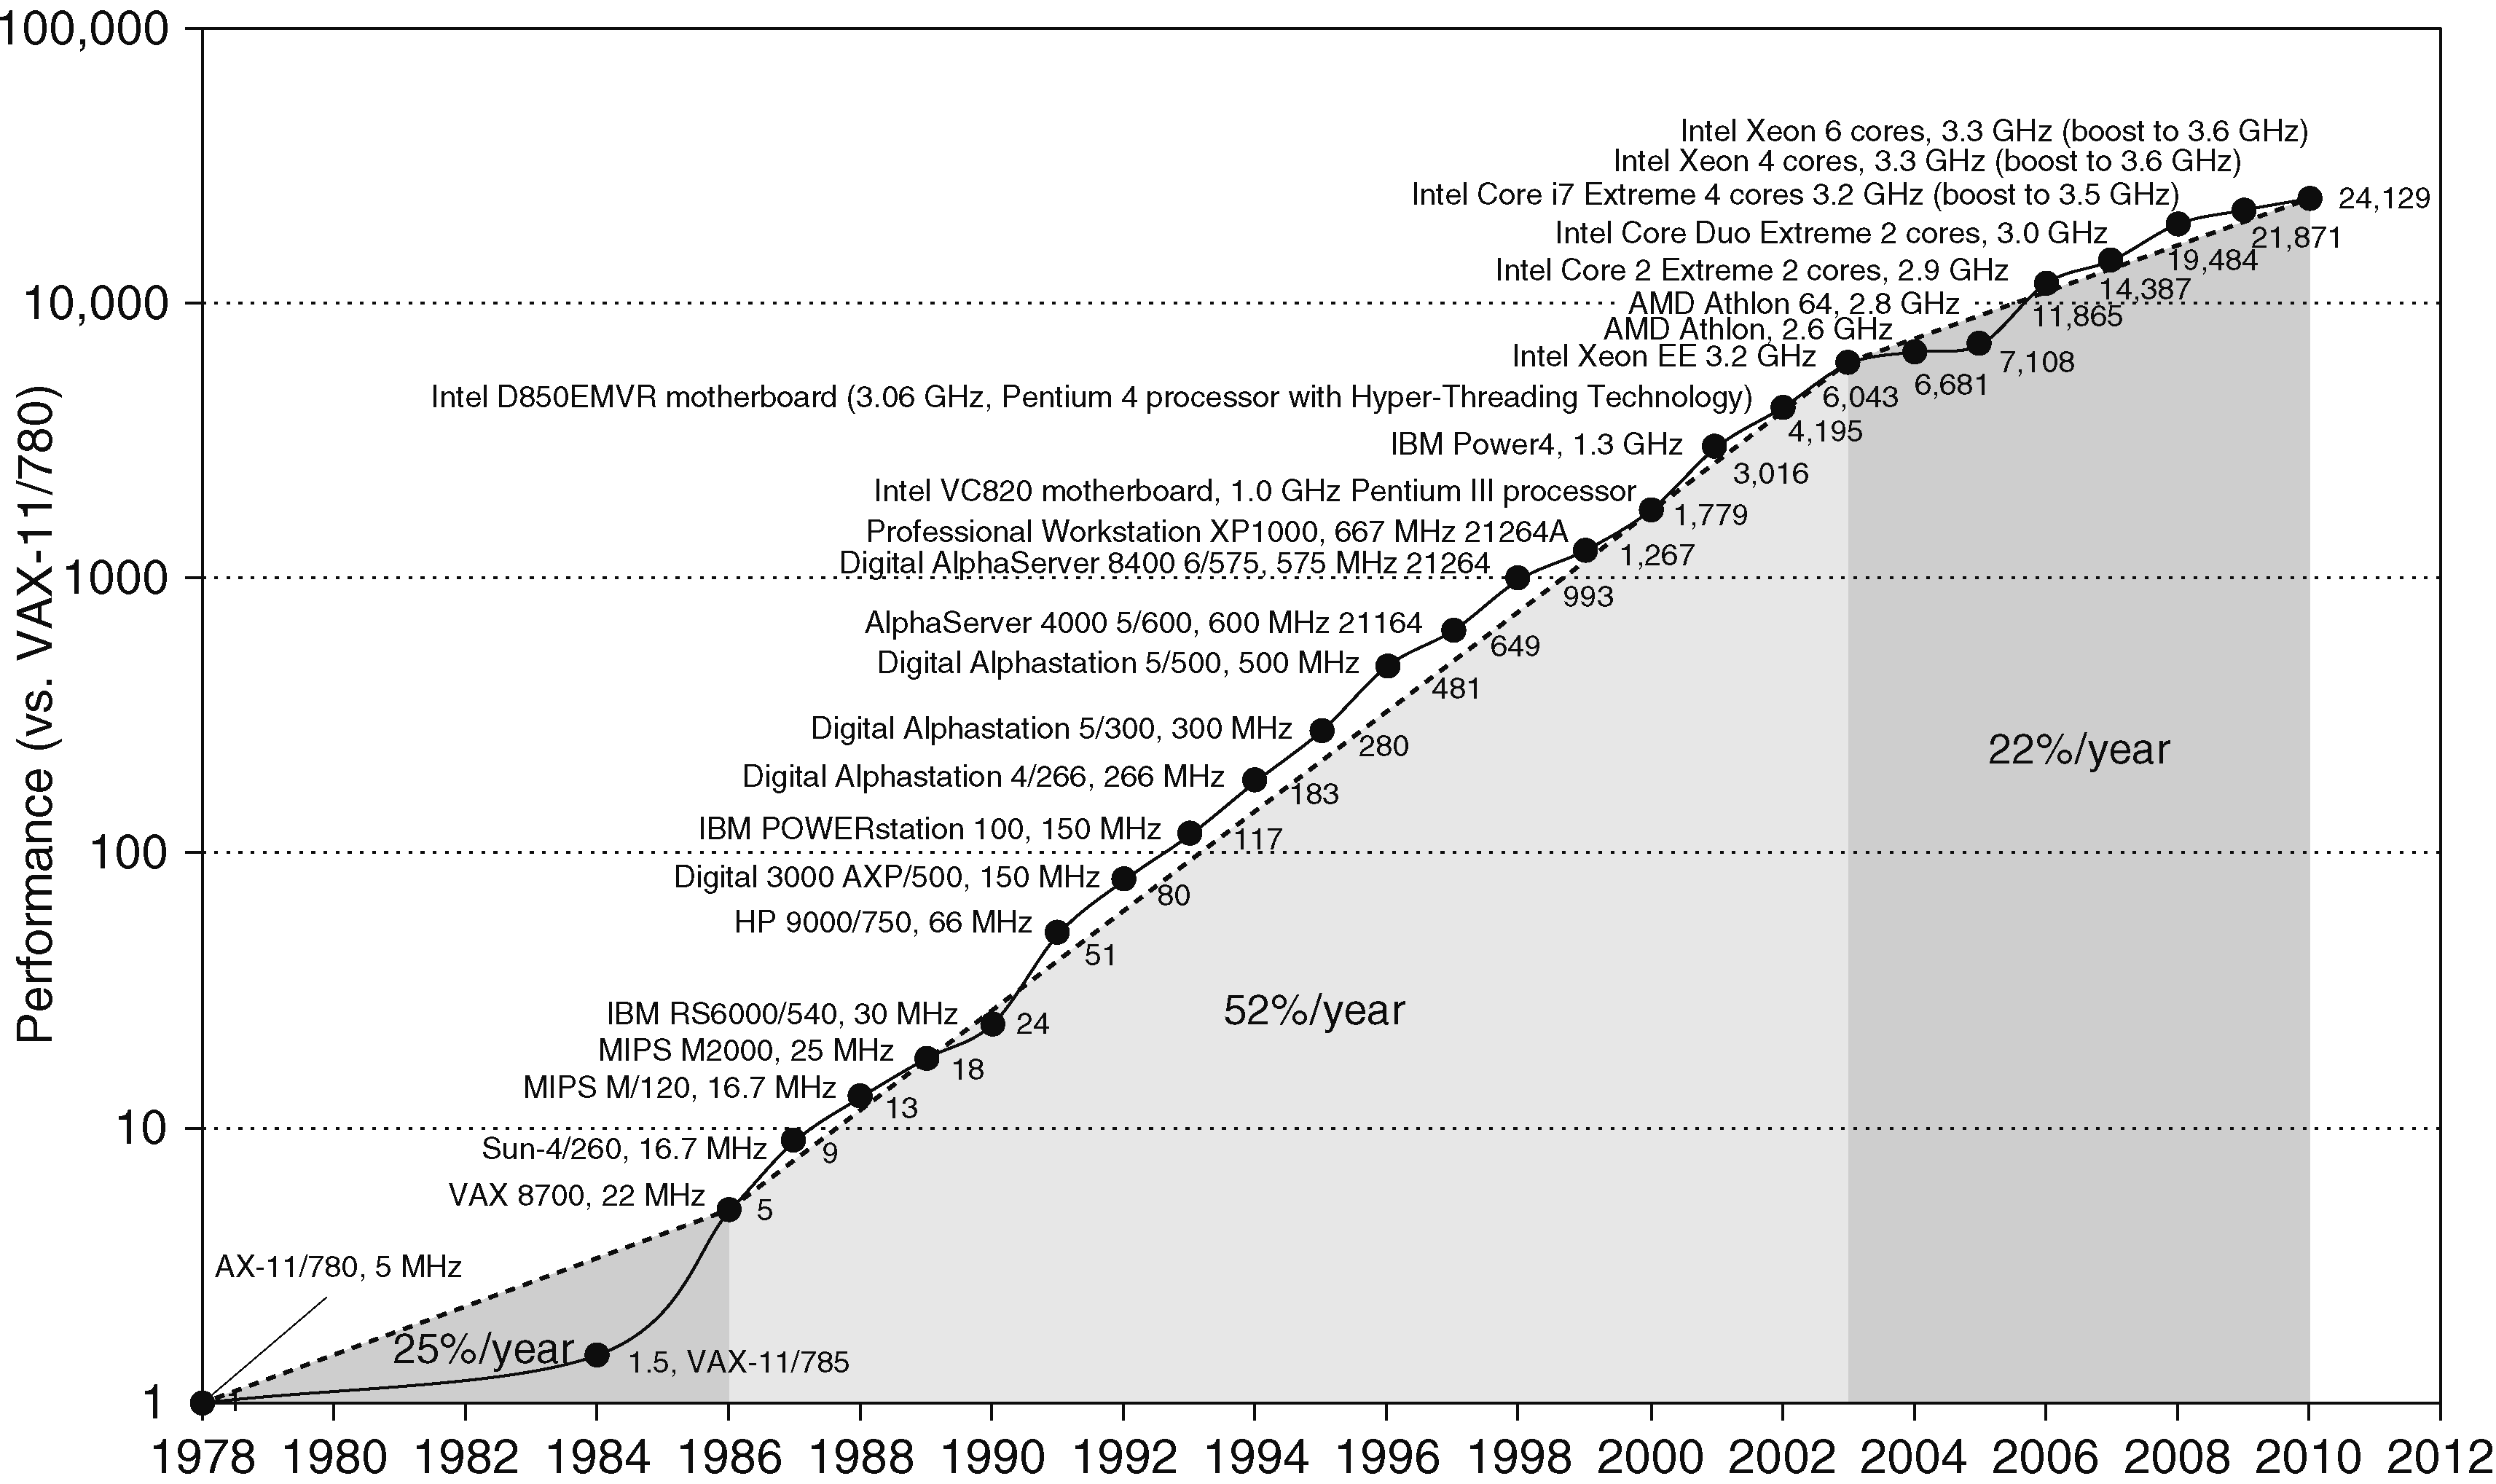 100,000
Intel Xeon 6 cores, 3.3 GHz (boost to 3.6 GHz)
Intel Xeon 4 cores, 3.3 GHz (boost to 3.6 GHz)
Intel Core i7 Extreme 4 cores 3.2 GHz (boost to 3.5 GHz)
24,129
Intel Core Duo Extreme 2 cores, 3.0 GHz
21,871
19,484
Intel Core 2 Extreme 2 cores, 2.9 GHz
14,387
10,000
AMD Athlon 64, 2.8 GHz
11,865
AMD Athlon, 2.6 GHz
Intel Xeon EE 3.2 GHz
7,108
6,681
Intel D850EMVR motherboard (3.06 GHz, Pentium 4 processor with Hyper-Threading Technology)
6,043
4,195
IBM Power4, 1.3 GHz
3,016
Intel VC820 motherboard, 1.0 GHz Pentium III processor
1,779
Professional Workstation XP1000, 667 MHz 21264A
1,267
Digital AlphaServer 8400 6/575, 575 MHz 21264
1000
993
AlphaServer 4000 5/600, 600 MHz 21164
649
Digital Alphastation 5/500, 500 MHz
481
Digital Alphastation 5/300, 300 MHz
280
22%/year
Digital Alphastation 4/266, 266 MHz
183
IBM POWERstation 100, 150 MHz
117
100
Digital 3000 AXP/500, 150 MHz
80
HP 9000/750, 66 MHz
51
52%/year
IBM RS6000/540, 30 MHz
24
MIPS M2000, 25 MHz
18
MIPS M/120, 16.7 MHz
13
10
Sun-4/260, 16.7 MHz
9
VAX 8700, 22 MHz
5
AX-11/780, 5 MHz
25%/year
1.5, VAX-11/785
1
Performance (vs. VAX-11/780)
1978 1980 1982 1984 1986 1988 1990 1992 1994 1996 1998 2000 2002 2004 2006 2008 2010 2012